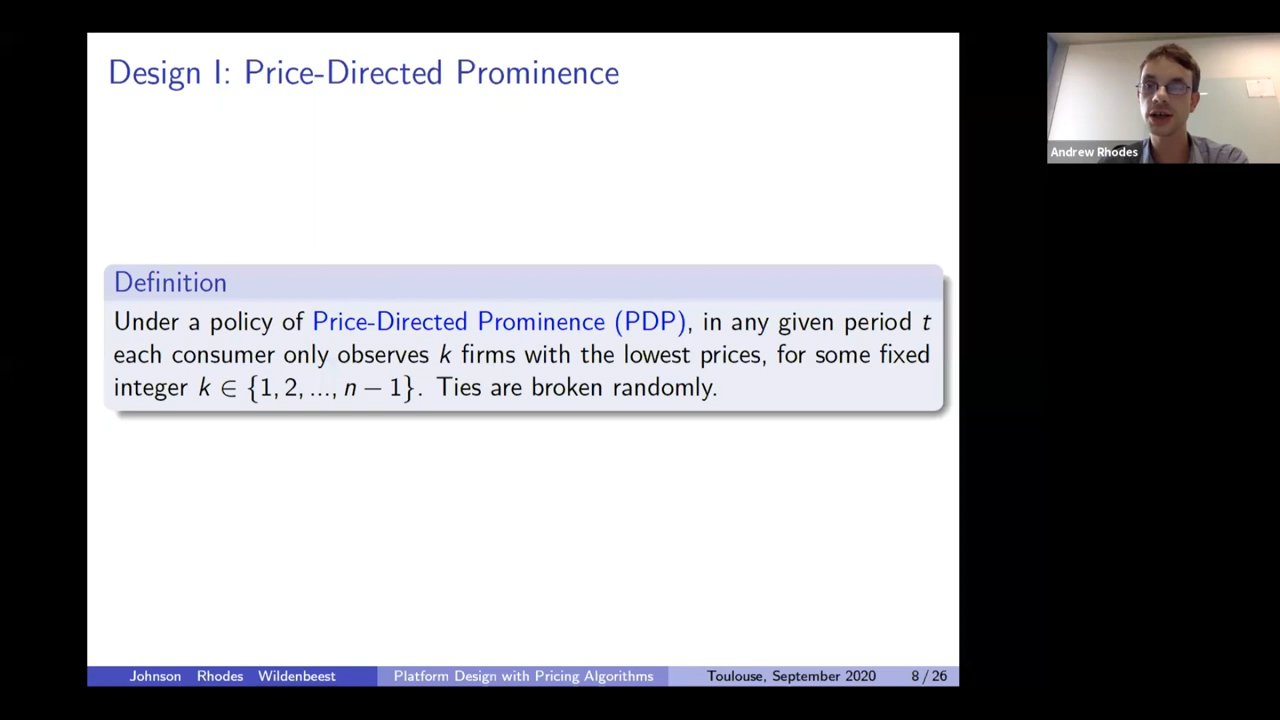 Design I: Price-Directed Prominence
Andrew Rhodes
Definition
Under a policy of Price-Directed Prominence (PDP), in any given period t
each consumer only observes k firms with the lowest prices, for some fixed
integer k ∈ {1, 2, ..., n − 1}. Ties are broken randomly.
Johnson Rhodes Wildenbeest Platform Design with Pricing Algorithms Toulouse, September 2020 8 / 26